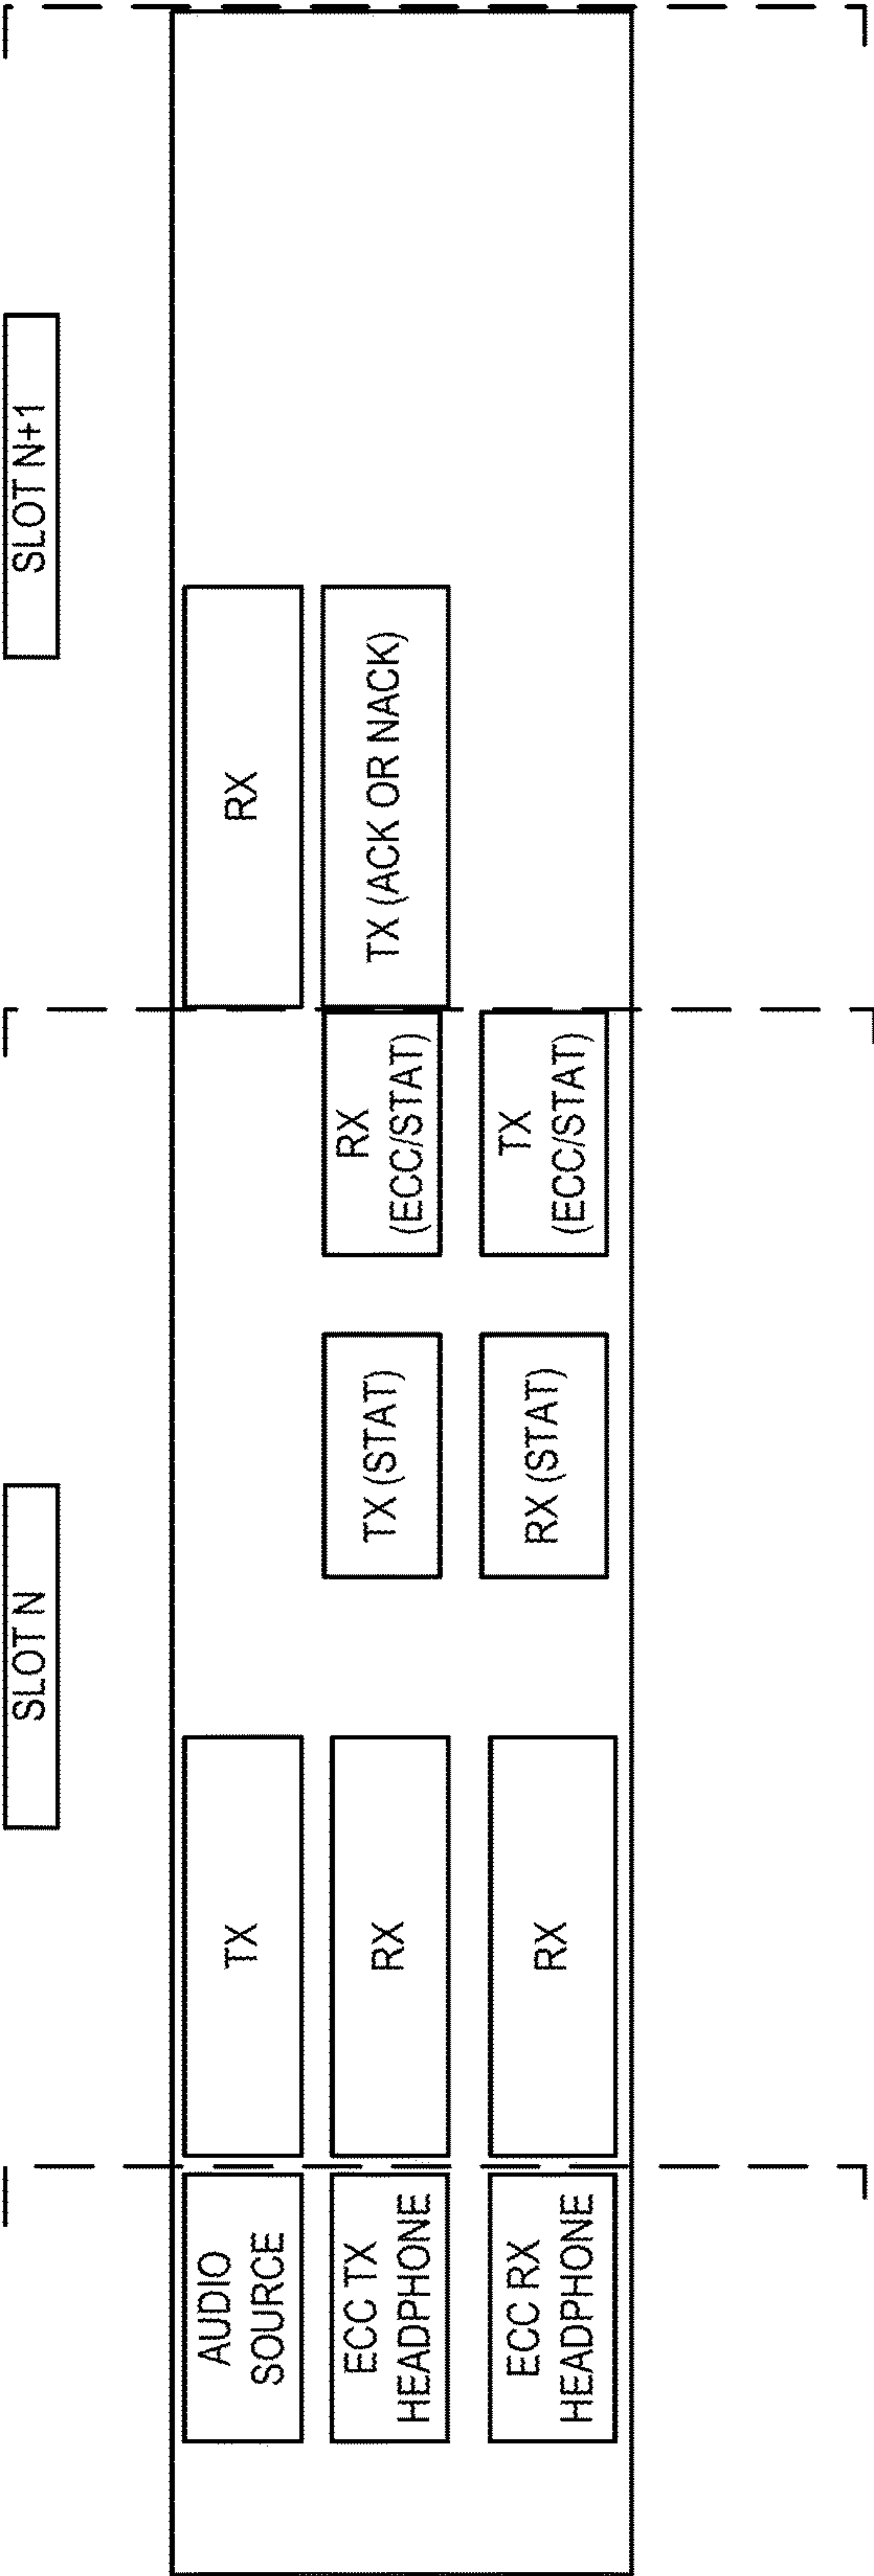 SLOT N
SLOT N+1
AUDIO
SOURCE
TX
RX
ECC TX
HEADPHONE
RX
TX (STAT)
RX
(ECC/STAT)
TX (ACK OR NACK)
ECC RX
HEADPHONE
RX
RX (STAT)
TX
(ECC/STAT)